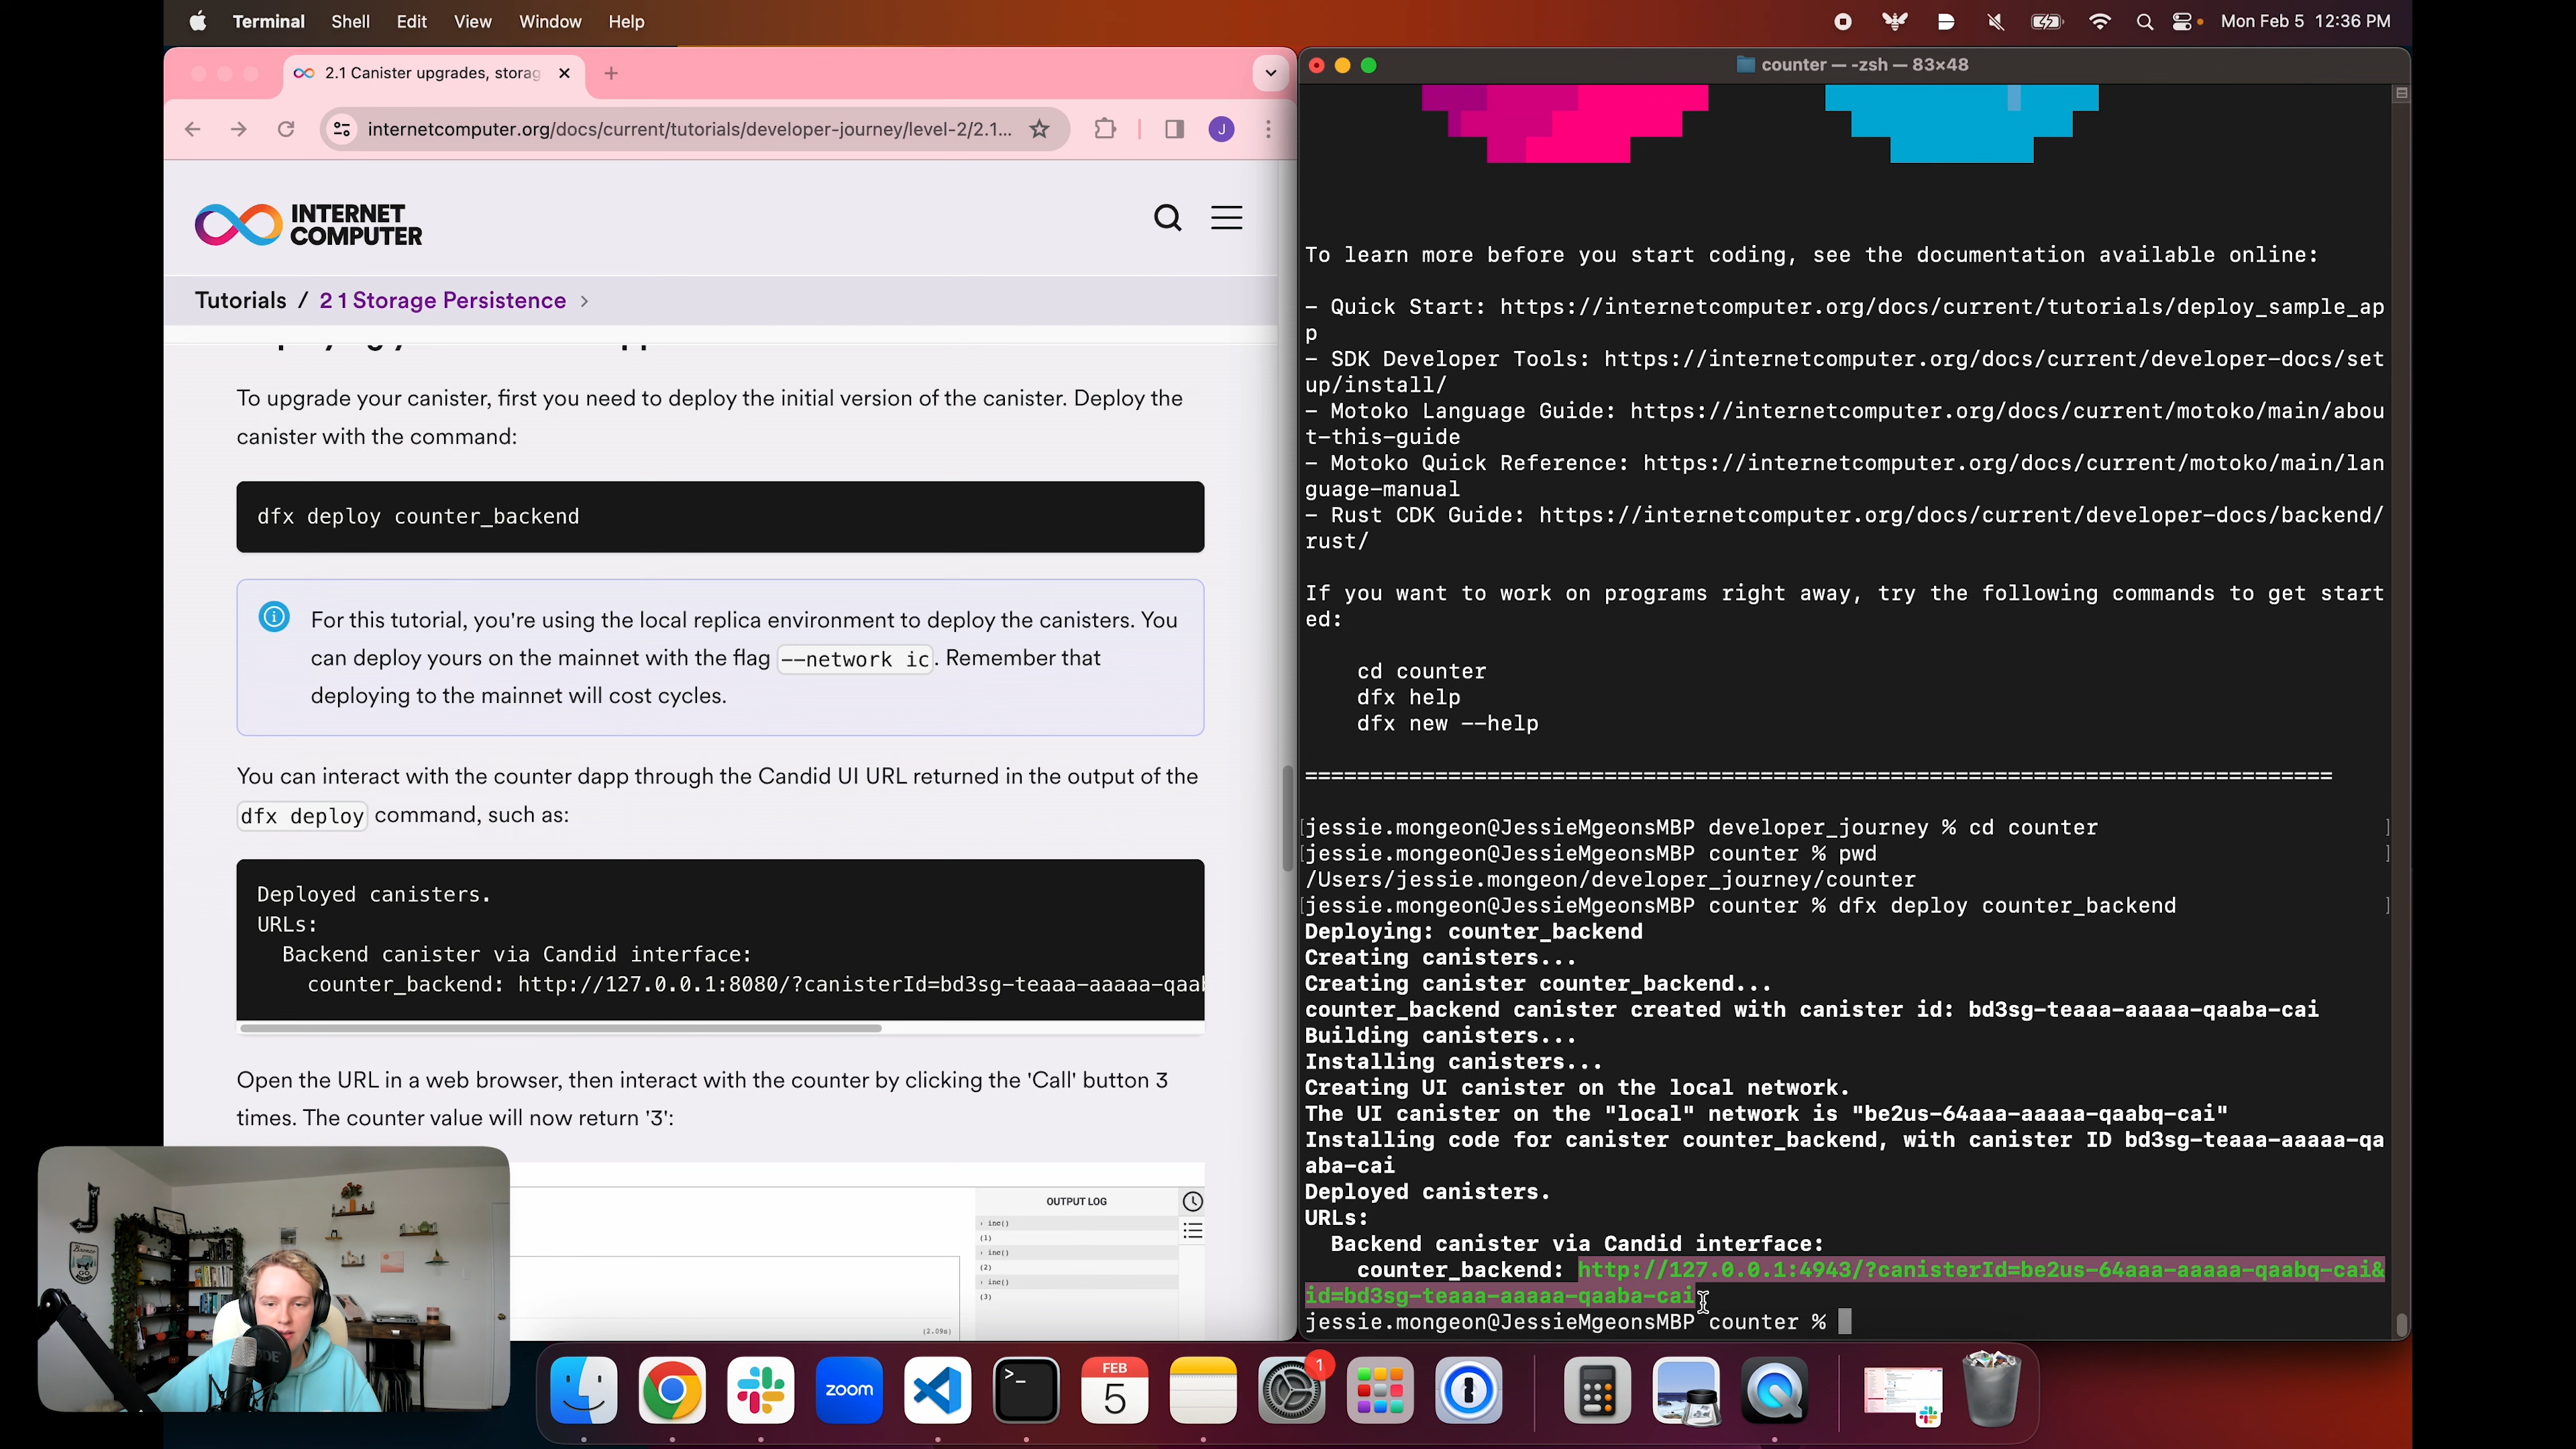 Terminal Shell Edit View Window Help
Mon Feb 5 12:36 PM
2.1 Canister upgrades, storag
internetcomputer.org/docs/current/tutorials/developer-journey/level-2/2.1...
J
INTERNET
COMPUTER
Tutorials / 2 1 Storage Persistence >
To upgrade your canister, first you need to deploy the initial version of the canister. Deploy the
canister with the command:
dfx deploy counter_backend
For this tutorial, you're using the local replica environment to deploy the canisters. You
can deploy yours on the mainnet with the flag --network ic. Remember that
deploying to the mainnet will cost cycles.
You can interact with the counter dapp through the Candid UI URL returned in the output of the
dfx deploy command, such as:
Deployed canisters.
URLs:
Backend canister via Candid interface:
counter_backend: http://127.0.0.1:8080/?canisterId=bd3sg-teaaa-aaaaa-qaab
Open the URL in a web browser, then interact with the counter by clicking the 'Call' button 3
times. The counter value will now return '3':
OUTPUT LOG
› inc()
(1)
› inc()
(2)
› inc()
(3)
(2.09s)
counter — -zsh — 83×48
To learn more before you start coding, see the documentation available online:
- Quick Start: https://internetcomputer.org/docs/current/tutorials/deploy_sample_ap
p
- SDK Developer Tools: https://internetcomputer.org/docs/current/developer-docs/set
up/install/
- Motoko Language Guide: https://internetcomputer.org/docs/current/motoko/main/abou
t-this-guide
- Motoko Quick Reference: https://internetcomputer.org/docs/current/motoko/main/lan
guage-manual
- Rust CDK Guide: https://internetcomputer.org/docs/current/developer-docs/backend/
rust/
If you want to work on programs right away, try the following commands to get start
ed:
cd counter
dfx help
dfx new --help
===============================================================================
[jessie.mongeon@JessieMgeonsMBP developer_journey % cd counter ]
[jessie.mongeon@JessieMgeonsMBP counter % pwd ]
/Users/jessie.mongeon/developer_journey/counter
[jessie.mongeon@JessieMgeonsMBP counter % dfx deploy counter_backend ]
Deploying: counter_backend
Creating canisters...
Creating canister counter_backend...
counter_backend canister created with canister id: bd3sg-teaaa-aaaaa-qaaba-cai
Building canisters...
Installing canisters...
Creating UI canister on the local network.
The UI canister on the "local" network is "be2us-64aaa-aaaaa-qaabq-cai"
Installing code for canister counter_backend, with canister ID bd3sg-teaaa-aaaaa-qa
aba-cai
Deployed canisters.
URLs:
Backend canister via Candid interface:
counter_backend: http://127.0.0.1:4943/?canisterId=be2us-64aaa-aaaaa-qaabq-cai&
id=bd3sg-teaaa-aaaaa-qaaba-cai
jessie.mongeon@JessieMgeonsMBP counter %
zoom
>_
FEB
5
1